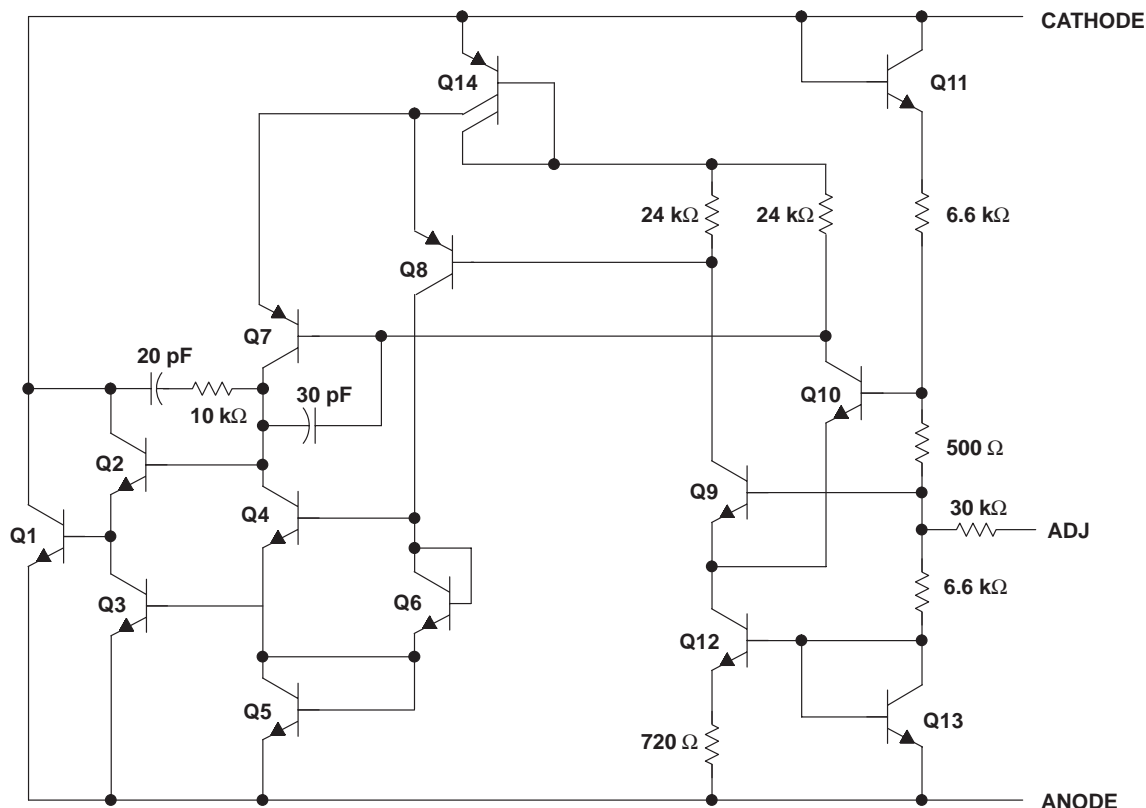 CATHODE
Q14
Q11
24 kΩ
24 kΩ
6.6 kΩ
Q8
Q7
20 pF
30 pF
10 kΩ
Q10
500 Ω
Q2
Q9
30 kΩ
Q4
Q1
ADJ
6.6 kΩ
Q3
Q6
Q12
Q5
Q13
720 Ω
ANODE